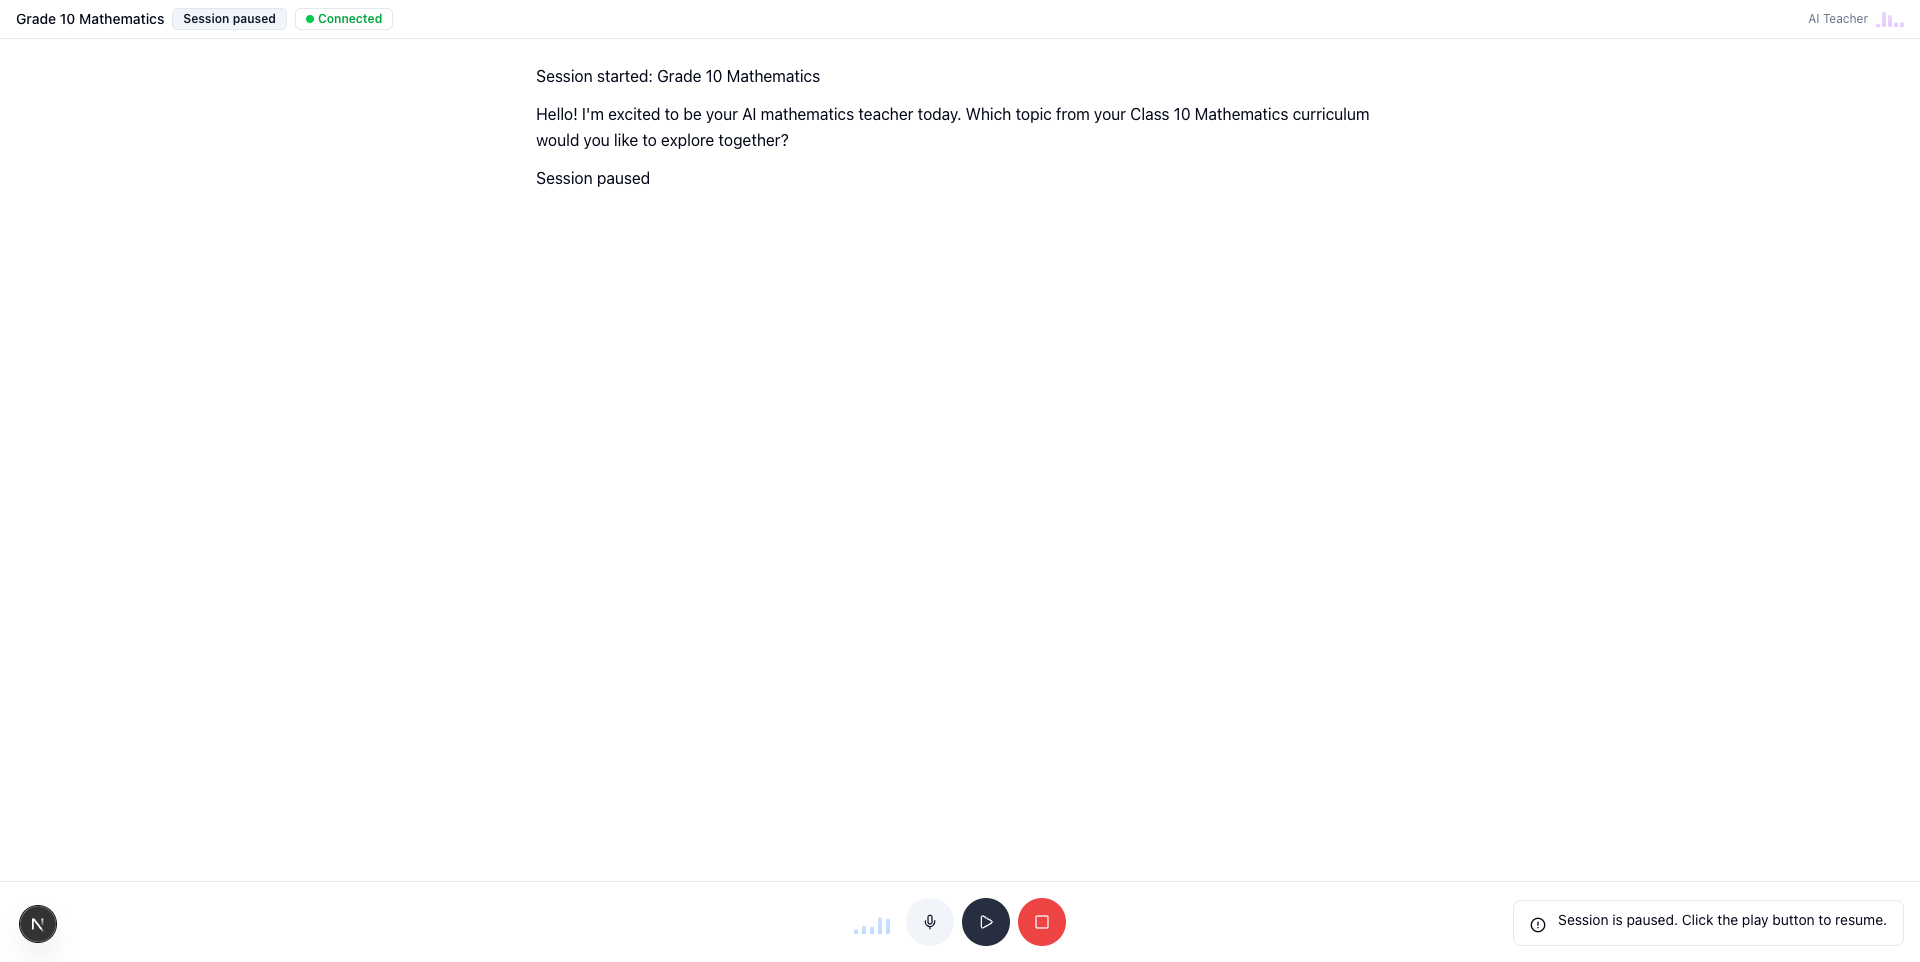 Grade 10 Mathematics
Session paused
Connected
AI Teacher
Session started: Grade 10 Mathematics
Hello! I'm excited to be your AI mathematics teacher today. Which topic from your Class 10 Mathematics curriculum
would you like to explore together?
Session paused
N
Session is paused. Click the play button to resume.